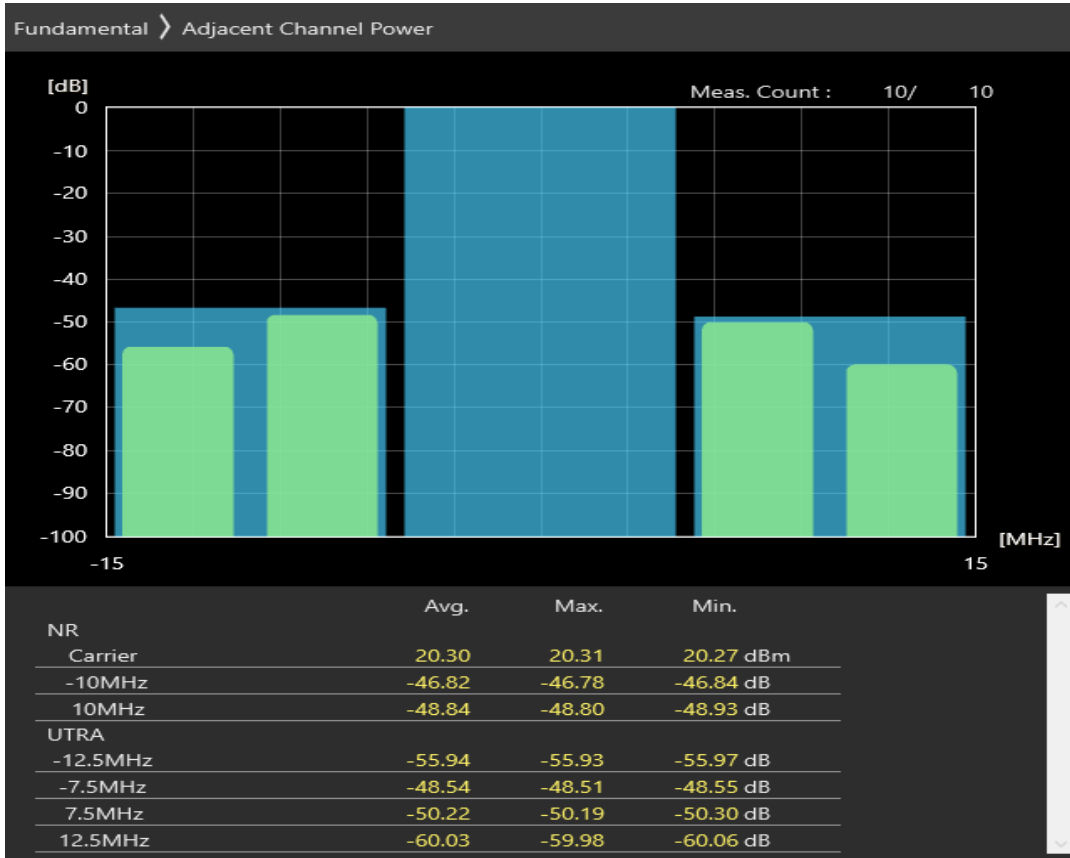 Fundamental 〉 Adjacent Channel Power
[dB]
Meas. Count : 10/ 10
0
-10
-20
-30
-40
-50
-60
-70
-80
-90
-100
[MHz]
-15 15
Avg. Max. Min.
NR
Carrier 20.30 20.31 20.27 dBm
-10MHz -46.82 -46.78 -46.84 dB
10MHz -48.84 -48.80 -48.93 dB
UTRA
-12.5MHz -55.94 -55.93 -55.97 dB
-7.5MHz -48.54 -48.51 -48.55 dB
7.5MHz -50.22 -50.19 -50.30 dB
12.5MHz -60.03 -59.98 -60.06 dB